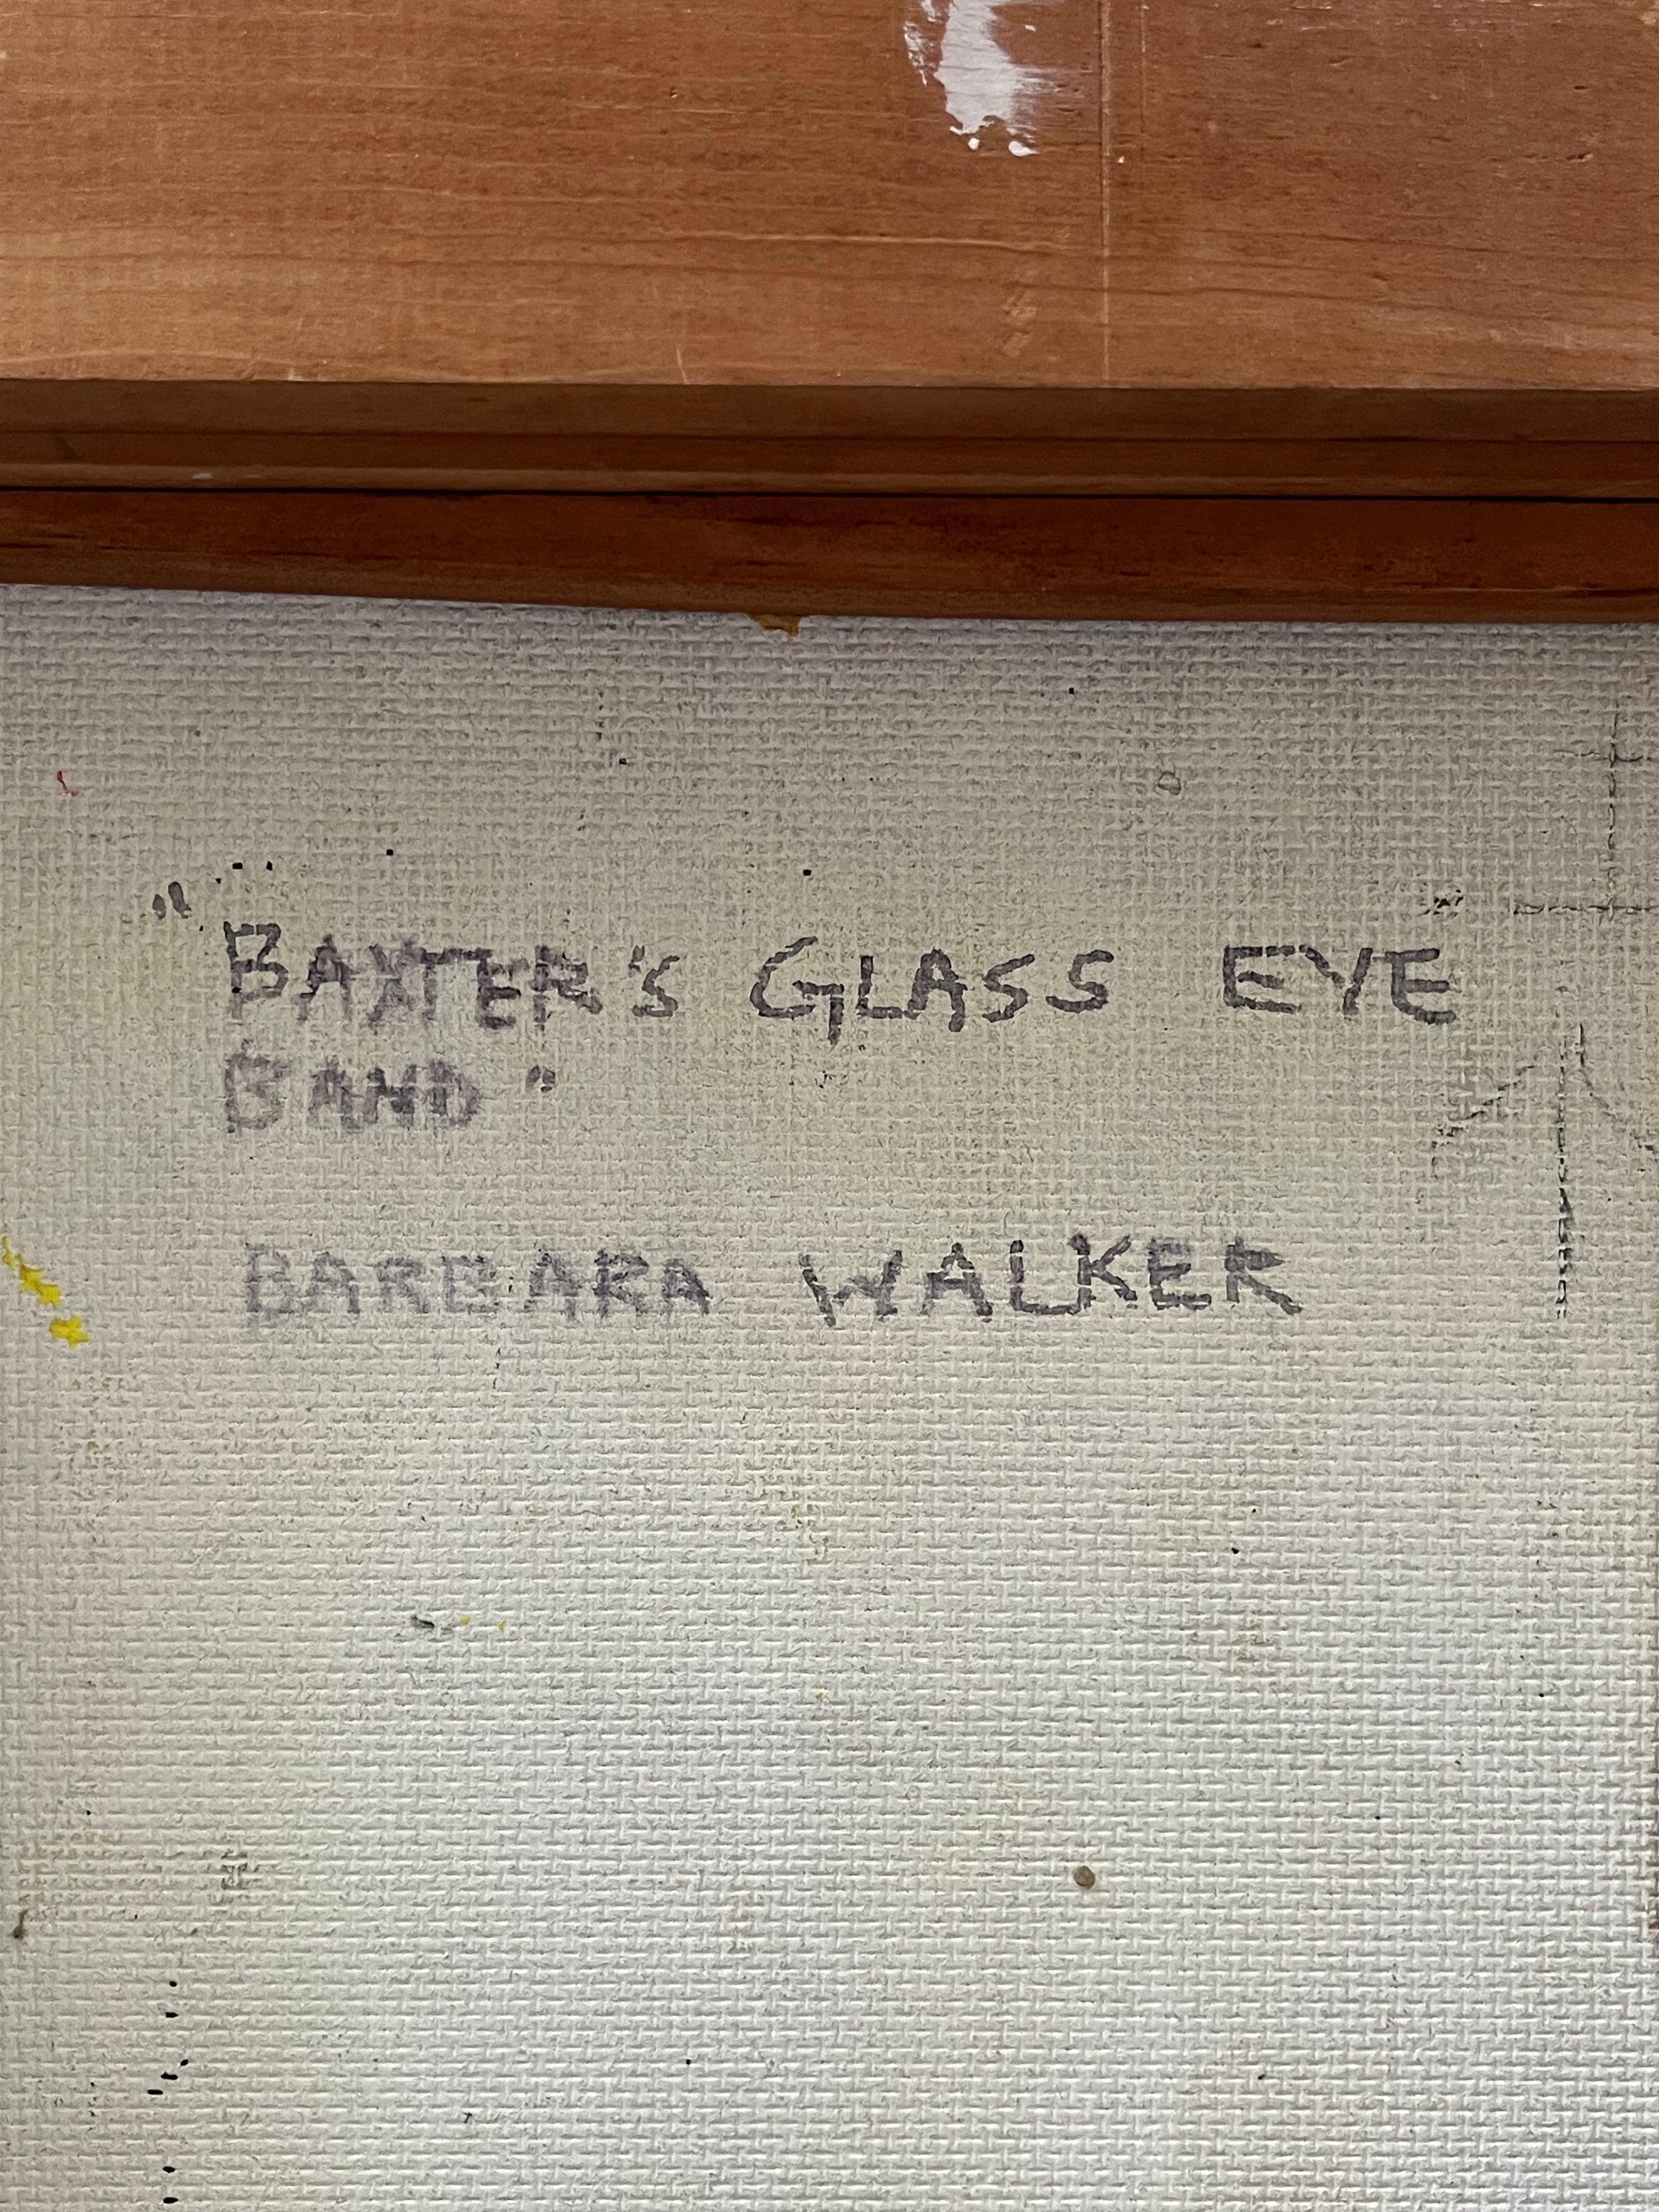 "BAXTER'S GLASS EYE
BAND"
BARBARA WALKER